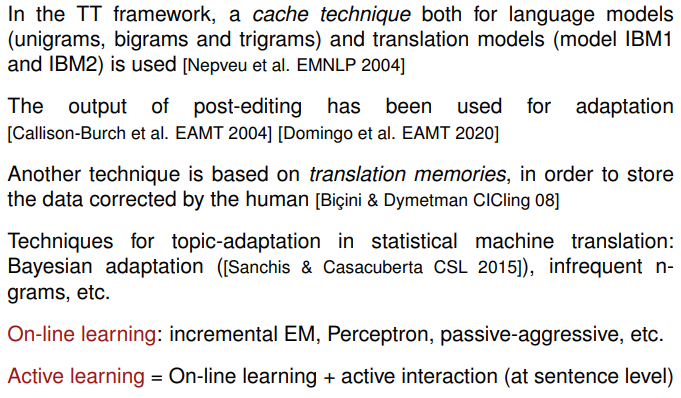 In the TT framework, a cache technique both for language models
(unigrams, bigrams and trigrams) and translation models (model IBM1
and IBM2) is used [Nepveu et al. EMNLP 2004]
The output of post-editing has been used for adaptation
[Callison-Burch et al. EAMT 2004] [Domingo et al. EAMT 2020]
Another technique is based on translation memories, in order to store
the data corrected by the human [Biçini & Dymetman CICling 08]
Techniques for topic-adaptation in statistical machine translation:
Bayesian adaptation ([Sanchis & Casacuberta CSL 2015]), infrequent n-
grams, etc.
On-line learning: incremental EM, Perceptron, passive-aggressive, etc.
Active learning = On-line learning + active interaction (at sentence level)